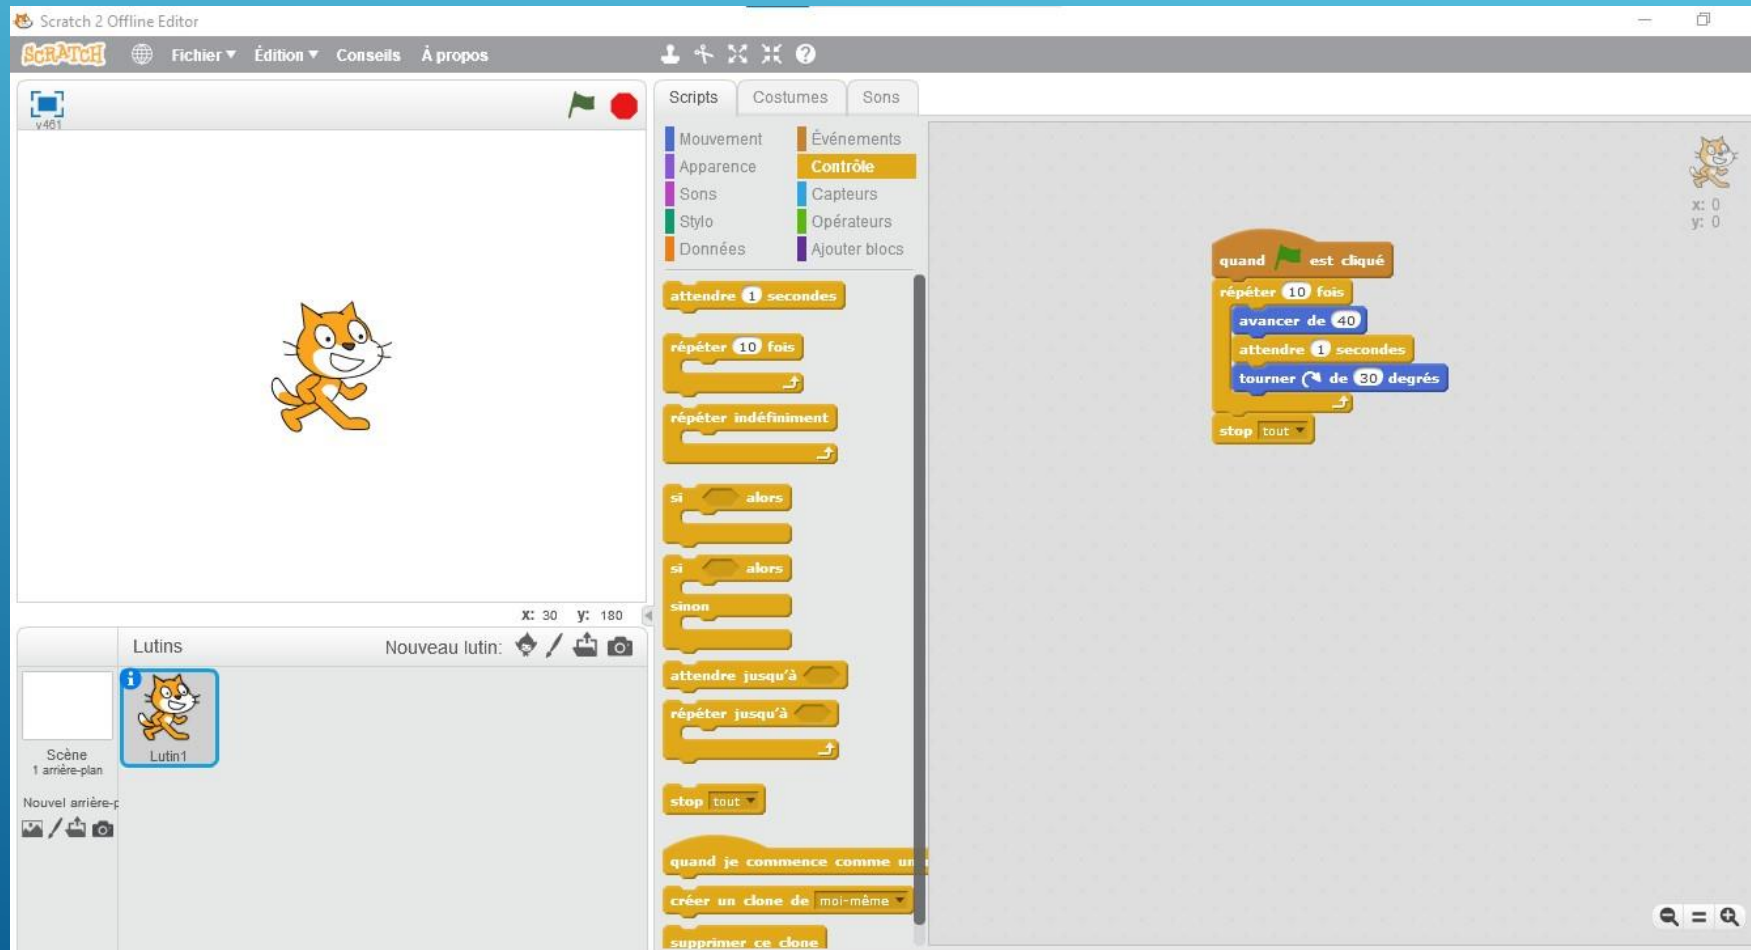 Scratch 2 Offline Editor
SCRATCH Fichier Édition Conseils À propos
v461
Scripts Costumes Sons
Mouvement Événements
Apparence Contrôle
Sons Capteurs
Stylo Opérateurs
Données Ajouter blocs
attendre 1 secondes
répéter 10 fois
répéter indéfiniment
si alors
si alors
sinon
attendre jusqu'à
répéter jusqu'à
stop tout
quand je commence comme un
créer un clone de moi-même
supprimer ce clone
x: 0
y: 0
quand est cliqué
répéter 10 fois
avancer de 40
attendre 1 secondes
tourner de 30 degrés
stop tout
X: 30 y: 180
Lutins Nouveau lutin:
Scène
1 arrière-plan
Lutin1
Nouvel arrière-p